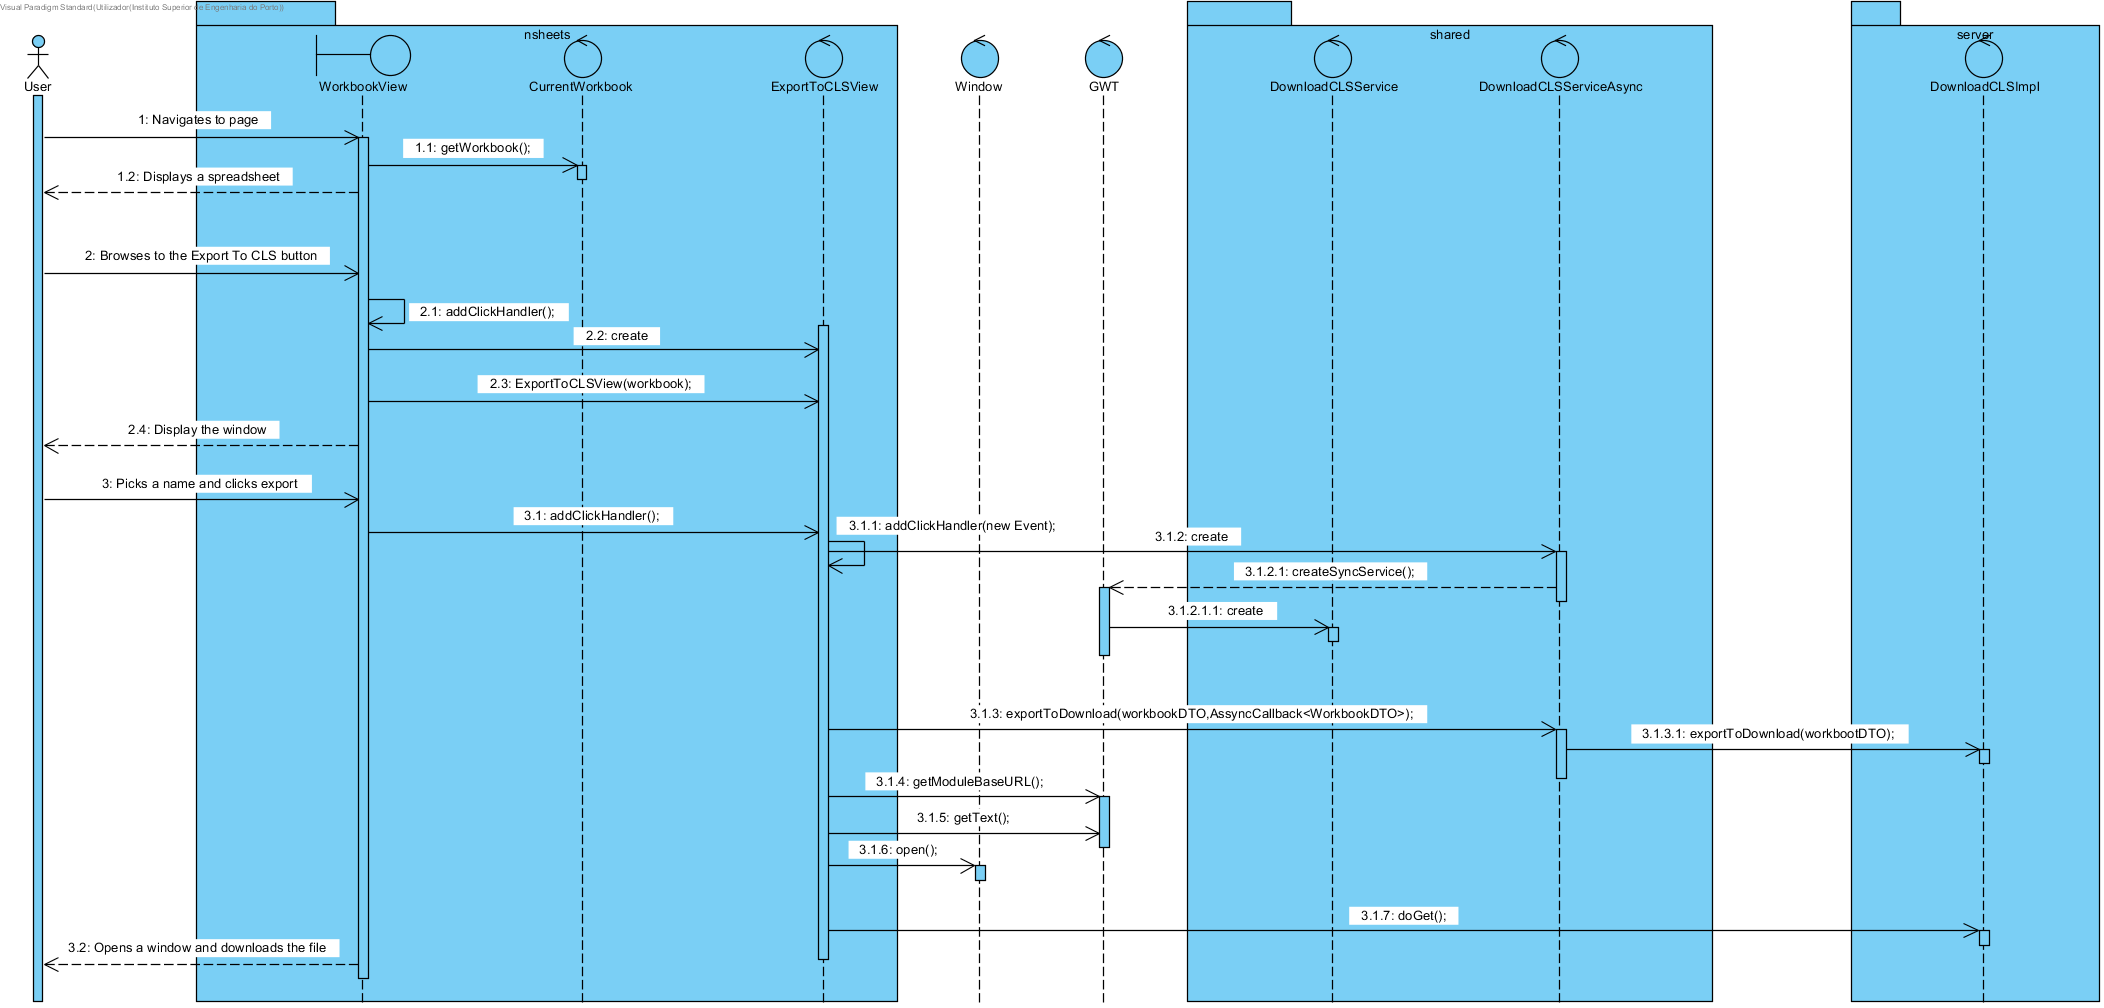 Visual Paradigm Standard(Utilizador(Instituto Superior de Engenharia do Porto))
nsheets
shared
server
User
WorkbookView
CurrentWorkbook
ExportToCLSView
Window
GWT
DownloadCLSService
DownloadCLSServiceAsync
DownloadCLSImpl
1: Navigates to page
1.1: getWorkbook();
1.2: Displays a spreadsheet
2: Browses to the Export To CLS button
2.1: addClickHandler();
2.2: create
2.3: ExportToCLSView(workbook);
2.4: Display the window
3: Picks a name and clicks export
3.1: addClickHandler();
3.1.1: addClickHandler(new Event);
3.1.2: create
3.1.2.1: createSyncService();
3.1.2.1.1: create
3.1.3: exportToDownload(workbookDTO,AssyncCallback<WorkbookDTO>);
3.1.3.1: exportToDownload(workbootDTO);
3.1.4: getModuleBaseURL();
3.1.5: getText();
3.1.6: open();
3.1.7: doGet();
3.2: Opens a window and downloads the file